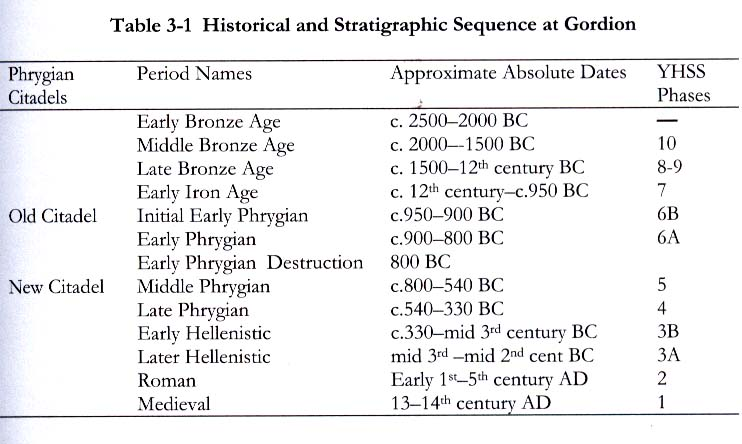 Table 3-1 Historical and Stratigraphic Sequence at Gordion
Phrygian Citadels Period Names Approximate Absolute Dates YHSS Phases
Early Bronze Age c. 2500–2000 BC —
Middle Bronze Age c. 2000–-1500 BC 10
Late Bronze Age c. 1500–12th century BC 8-9
Early Iron Age c. 12th century–c.950 BC 7
Old Citadel Initial Early Phrygian c.950–900 BC 6B
Early Phrygian c.900–800 BC 6A
Early Phrygian Destruction 800 BC
New Citadel Middle Phrygian c.800–540 BC 5
Late Phrygian c.540–330 BC 4
Early Hellenistic c.330–mid 3rd century BC 3B
Later Hellenistic mid 3rd –mid 2nd cent BC 3A
Roman Early 1st–5th century AD 2
Medieval 13–14th century AD 1